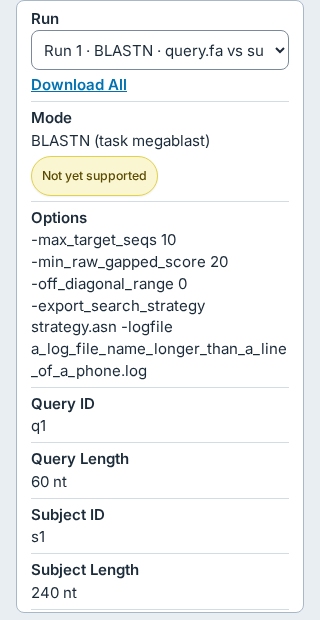 Run
Run 1 · BLASTN · query.fa vs su
Download All
Mode
BLASTN (task megablast)
Not yet supported
Options
-max_target_seqs 10
-min_raw_gapped_score 20
-off_diagonal_range 0
-export_search_strategy
strategy.asn -logfile
a_log_file_name_longer_than_a_line
_of_a_phone.log
Query ID
q1
Query Length
60 nt
Subject ID
s1
Subject Length
240 nt